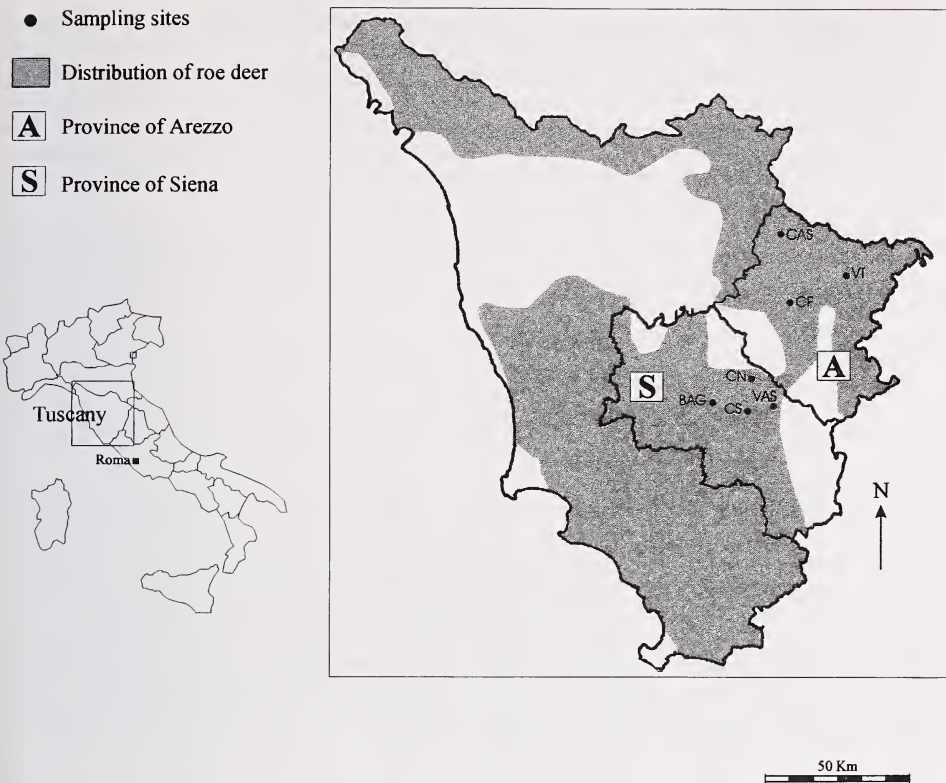 Sampling sites
Distribution of roe deer
A Province of Arezzo
S Province of Siena
CAS
VI
CF
A
CN
S
BAG
VAS
CS
Tuscany
Roma
N
50 Km